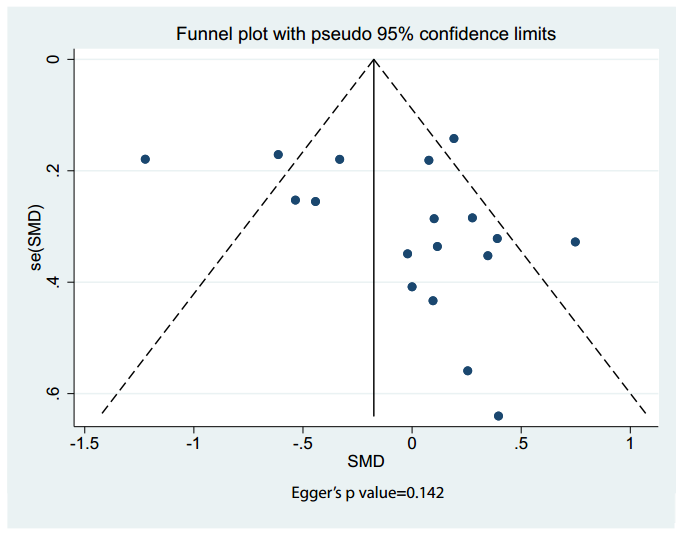 Funnel plot with pseudo 95% confidence limits
0
.2
.4
.6
se(SMD)
-1.5 -1 -.5 0 .5 1
SMD
Egger's p value=0.142